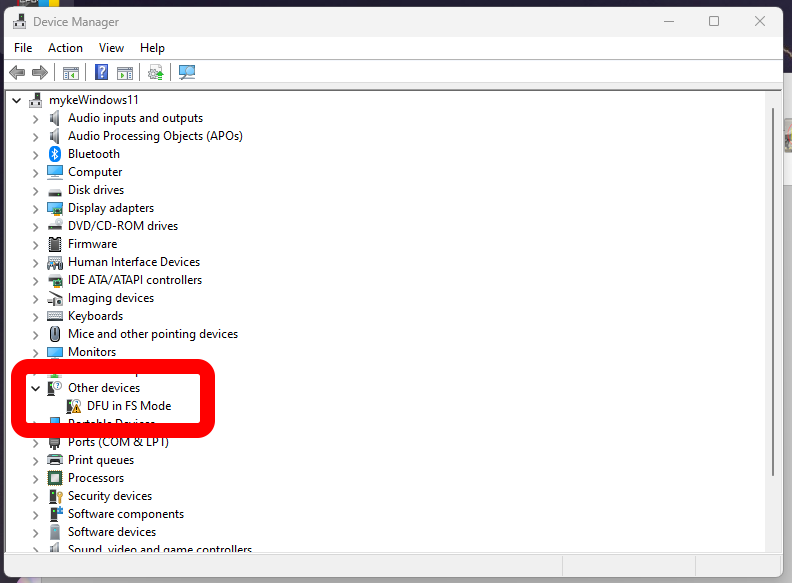 Device Manager
File Action View Help
mykeWindows11
Audio inputs and outputs
Audio Processing Objects (APOs)
Bluetooth
Computer
Disk drives
Display adapters
DVD/CD-ROM drives
Firmware
Human Interface Devices
IDE ATA/ATAPI controllers
Imaging devices
Keyboards
Mice and other pointing devices
Monitors
Other devices
DFU in FS Mode
Portable Devices
Ports (COM & LPT)
Print queues
Processors
Security devices
Software components
Software devices
Sound, video and game controllers